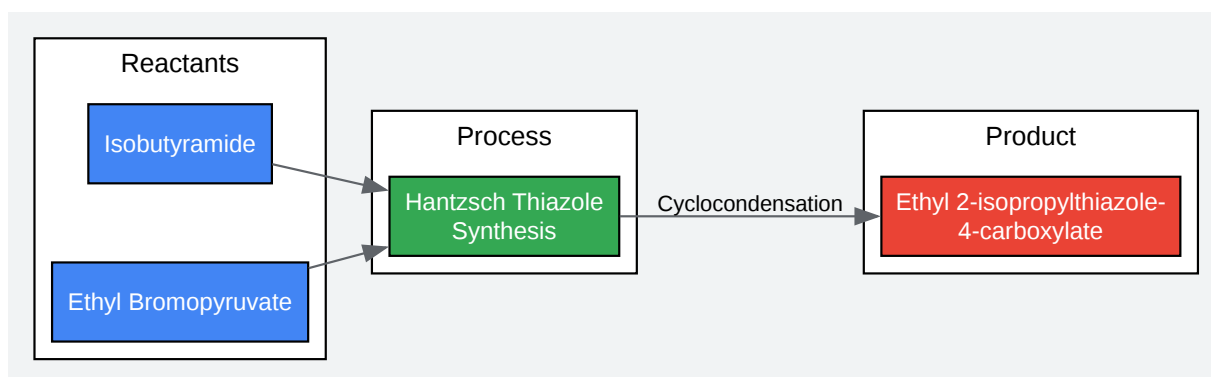 Reactants
Isobutyramide
Ethyl Bromopyruvate
Process
Hantzsch Thiazole
Synthesis
Cyclocondensation
Product
Ethyl 2-isopropylthiazole-
4-carboxylate